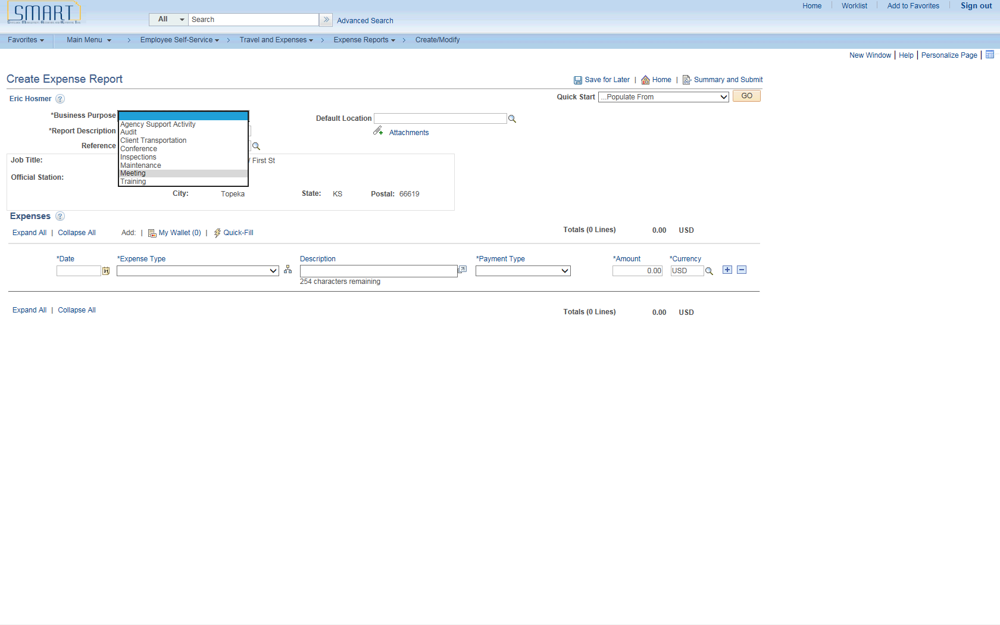 SMART
Home Worklist Add to Favorites Sign out
All Search Advanced Search
Favorites Main Menu > Employee Self-Service > Travel and Expenses > Expense Reports > Create/Modify
New Window | Help | Personalize Page |
Create Expense Report
Save for Later | Home | Summary and Submit
Eric Hosmer ?
Quick Start ...Populate From GO
*Business Purpose
Default Location
Agency Support Activity
Audit
Client Transportation
Conference
Inspections
Maintenance
Meeting
Training
*Report Description
Attachments
Reference
Job Title: / First St
Official Station:
City: Topeka State: KS Postal: 66619
Expenses ?
Expand All | Collapse All Add: | My Wallet (0) | Quick-Fill
Totals (0 Lines) 0.00 USD
*Date *Expense Type Description *Payment Type *Amount *Currency
31 0.00 USD
254 characters remaining
Expand All | Collapse All
Totals (0 Lines) 0.00 USD